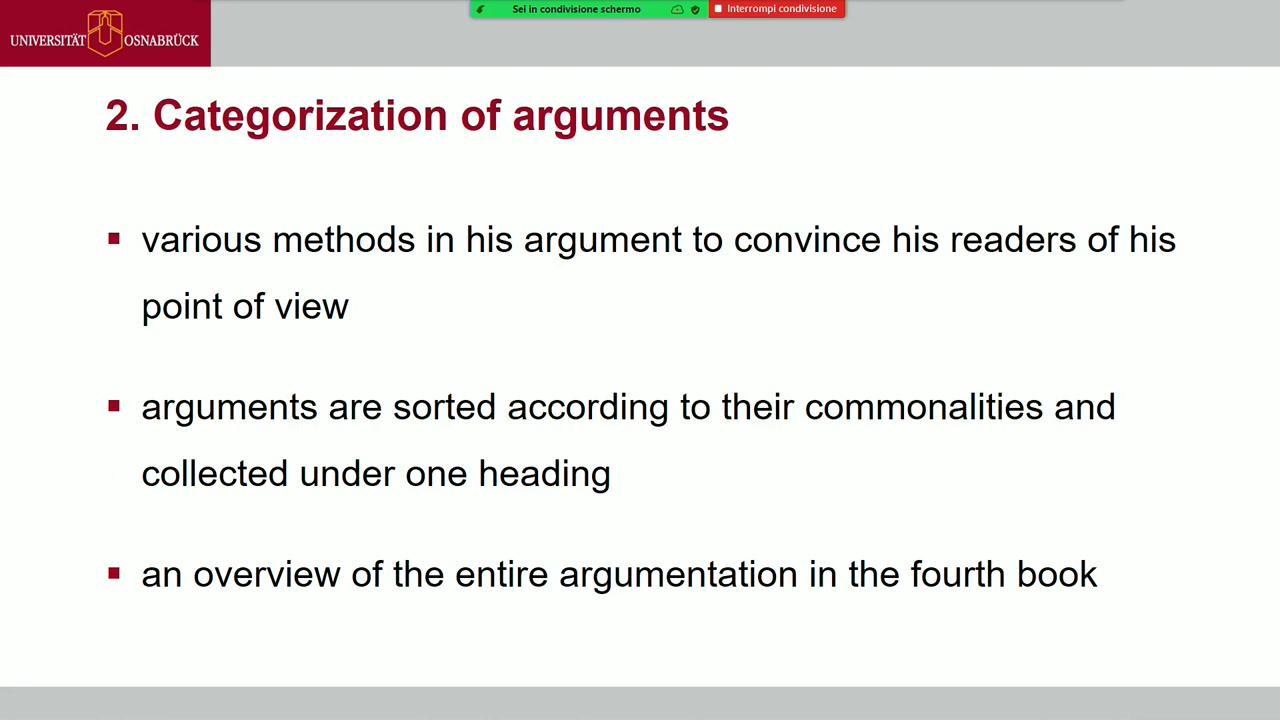 Sei in condivisione schermo
Interrompi condivisione
UNIVERSITÄT OSNABRÜCK
2. Categorization of arguments
various methods in his argument to convince his readers of his
point of view
arguments are sorted according to their commonalities and
collected under one heading
an overview of the entire argumentation in the fourth book